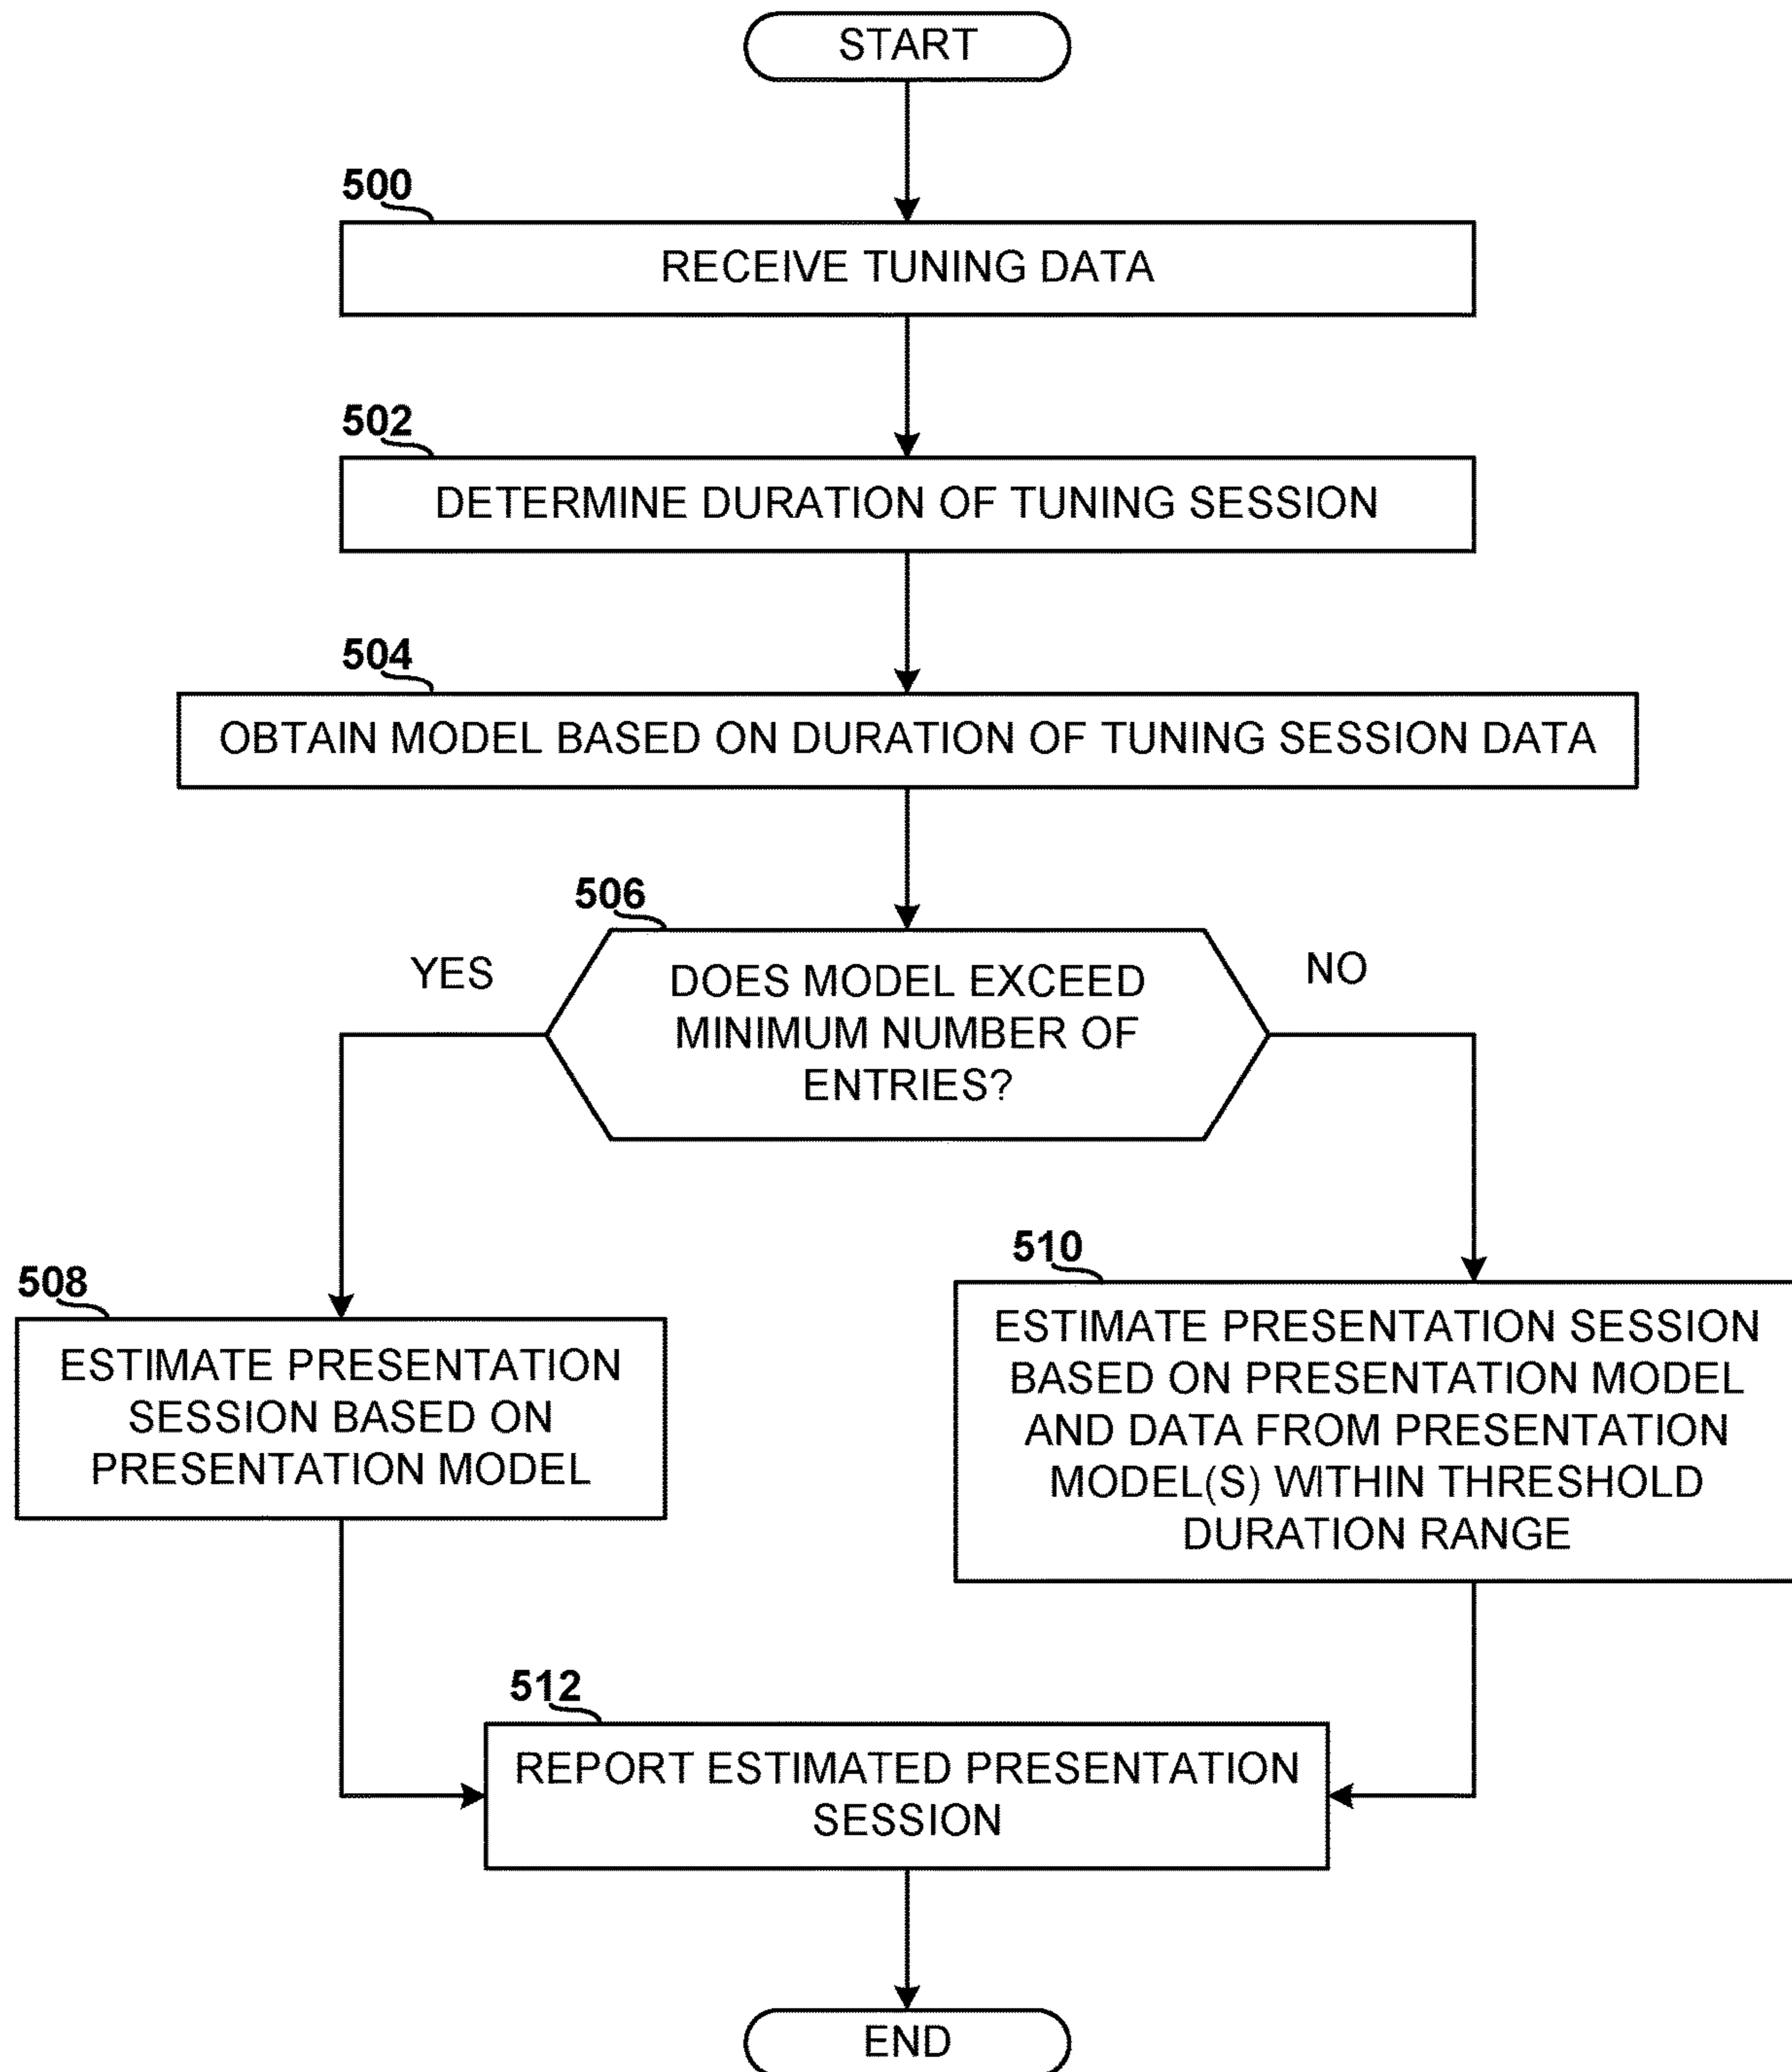 START
500
RECEIVE TUNING DATA
502
DETERMINE DURATION OF TUNING SESSION
504
OBTAIN MODEL BASED ON DURATION OF TUNING SESSION DATA
506
YES
DOES MODEL EXCEED
MINIMUM NUMBER OF
ENTRIES?
NO
508
ESTIMATE PRESENTATION
SESSION BASED ON
PRESENTATION MODEL
510
ESTIMATE PRESENTATION SESSION
BASED ON PRESENTATION MODEL
AND DATA FROM PRESENTATION
MODEL(S) WITHIN THRESHOLD
DURATION RANGE
512
REPORT ESTIMATED PRESENTATION
SESSION
END